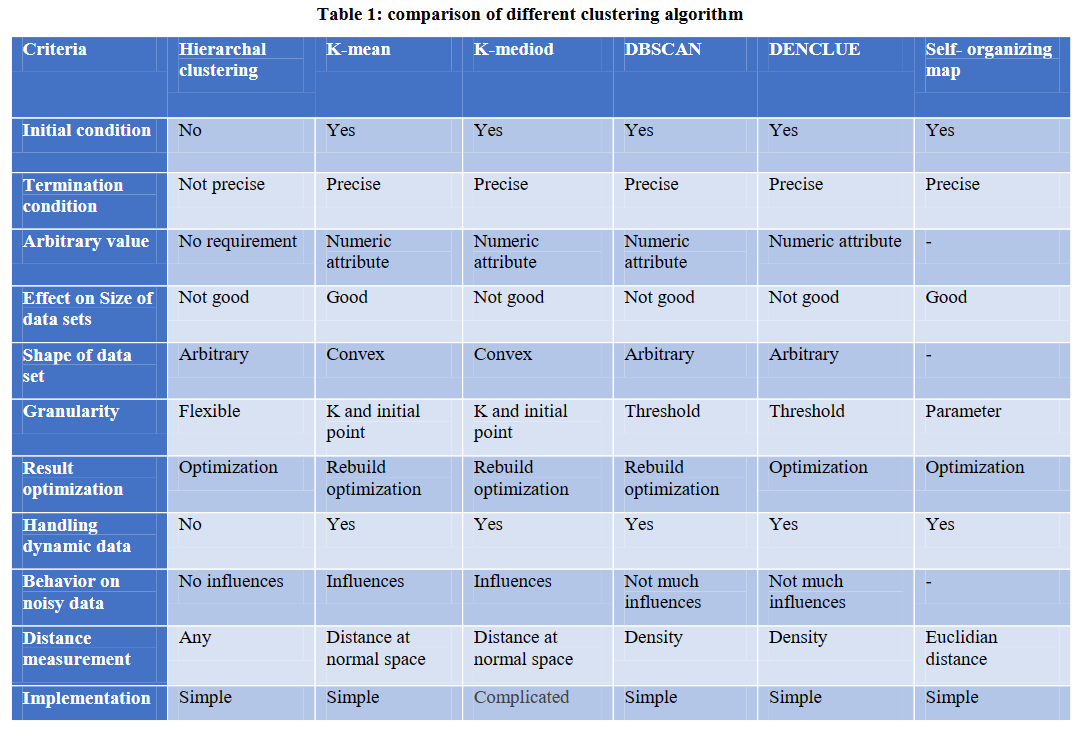 Table 1: comparison of different clustering algorithm
Criteria Hierarchal K-mean K-mediod DBSCAN DENCLUE Self- organizing
clustering map
Initial condition No Yes Yes Yes Yes Yes
Termination Not precise Precise Precise Precise Precise Precise
condition
Arbitrary value No requirement Numeric Numeric Numeric Numeric attribute -
attribute attribute attribute
Effect on Size of Not good Good Not good Not good Not good Good
data sets
Shape of data Arbitrary Convex Convex Arbitrary Arbitrary -
set
Granularity Flexible K and initial K and initial Threshold Threshold Parameter
point point
Result Optimization Rebuild Rebuild Rebuild Optimization Optimization
optimization optimization optimization optimization
Handling No Yes Yes Yes Yes Yes
dynamic data
Behavior on No influences Influences Influences Not much Not much -
noisy data influences influences
Distance Any Distance at Distance at Density Density Euclidian
measurement normal space normal space distance
Implementation Simple Simple Complicated Simple Simple Simple